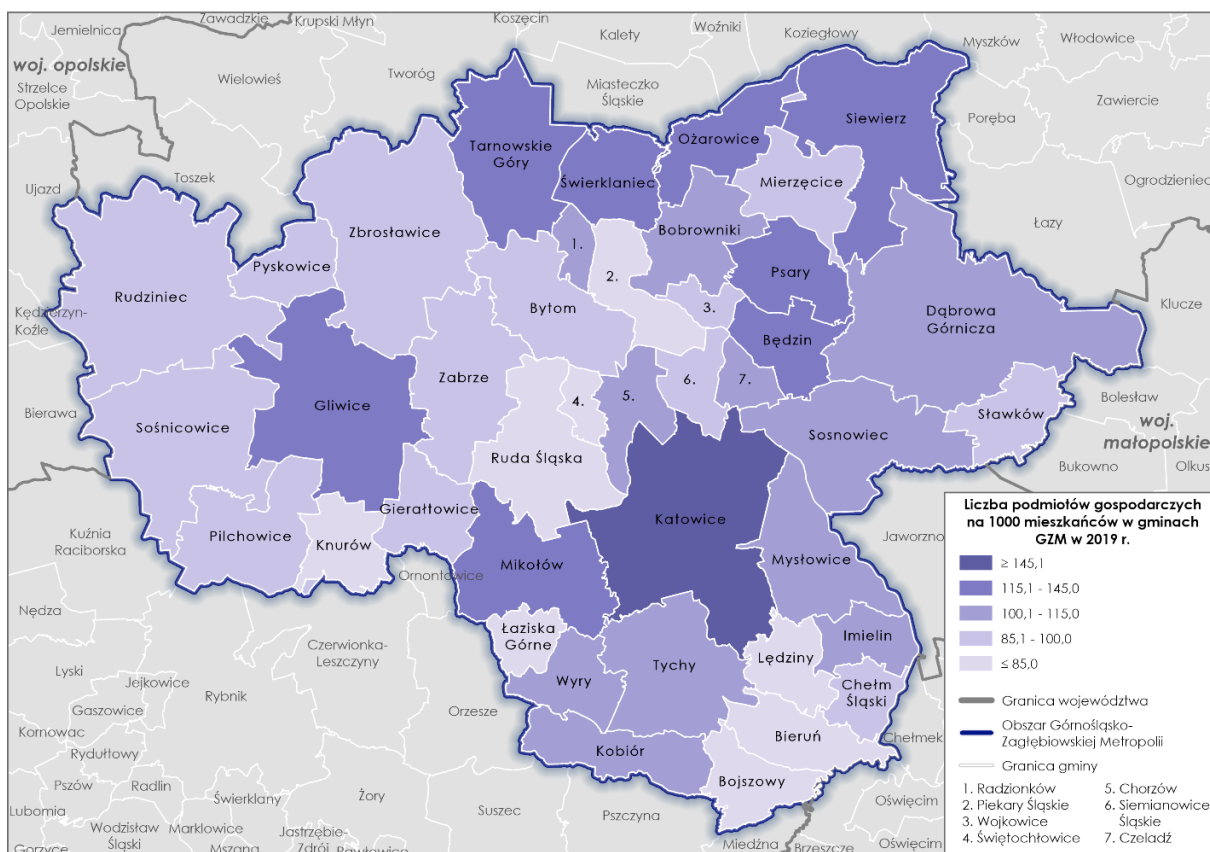 Zawadzkie
Krupski Młyn
Koszęcin
Woźniki
Jemielnica
Kalety
Koziegłowy
Myszków
Włodowice
woj. opolskie
Strzelce
Opolskie
Wielowieś
Tworóg
Miasteczko
Śląskie
Siewierz
Poręba
Zawiercie
Tarnowskie
Góry
Ożarowice
Ujazd
Toszek
Świerklaniec
Mierzęcice
Ogrodzieniec
Zbrosławice
1.
Bobrowniki
Łazy
Pyskowice
Rudziniec
2.
Psary
Kędzierzyn-
Koźle
Bytom
3.
Dąbrowa
Górnicza
Klucze
Będzin
Zabrze
6.
7.
Bolesław
Gliwice
4.
5.
Bierawa
Sośnicowice
Sławków
woj.
małopolskie
Ruda Śląska
Sosnowiec
Bukowno
Olkus
Gierałtowice
Katowice
Kuźnia
Raciborska
Pilchowice
Knurów
Jaworzno
Ornontowice
Mikołów
Mysłowice
Nędza
Łaziska
Górne
Imielin
Czerwionka-
Leszczyny
Lędziny
Lyski
Jejkowice
Rybnik
Wyry
Tychy
Chełm
Śląski
Gaszowice
Orzesze
Kornowac
Bieruń
Chełmek
Rydułtowy
Kobiór
Pszów
Radlin
Bojszowy
Lubomia
Świerklany
Żory
Suszec
Pszczyna
Oświęcim
Wodzisław
Śląski
Marklowice
Jastrzębie-
Zdrój
Gorzyce
Mszana
Pawłowice
Miedźna
Brzeszcze
Oświęcim
Liczba podmiotów gospodarczych
na 1000 mieszkańców w gminach
GZM w 2019 r.
≥ 145,1
115,1 - 145,0
100,1 - 115,0
85,1 - 100,0
≤ 85,0
Granica województwa
Obszar Górnośląsko-
Zagłębiowskiej Metropolii
Granica gminy
1. Radzionków
2. Piekary Śląskie
3. Wojkowice
4. Świętochłowice
5. Chorzów
6. Siemianowice
Śląskie
7. Czeladź